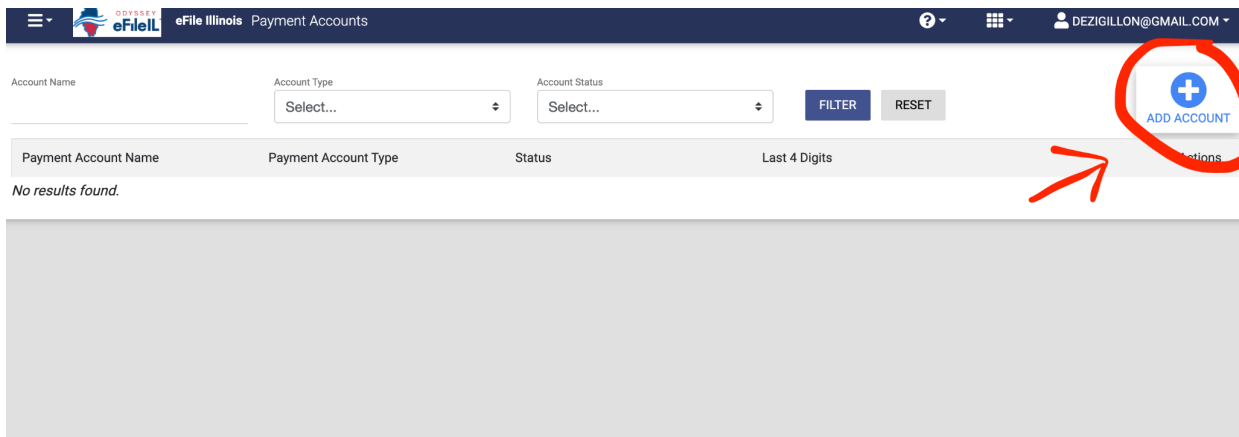 ODYSSEY
eFileIL eFile Illinois Payment Accounts DEZIGILLON@GMAIL.COM
Account Name Account Type Account Status
Select... Select... FILTER RESET
ADD ACCOUNT
Payment Account Name Payment Account Type Status Last 4 Digits Actions
No results found.